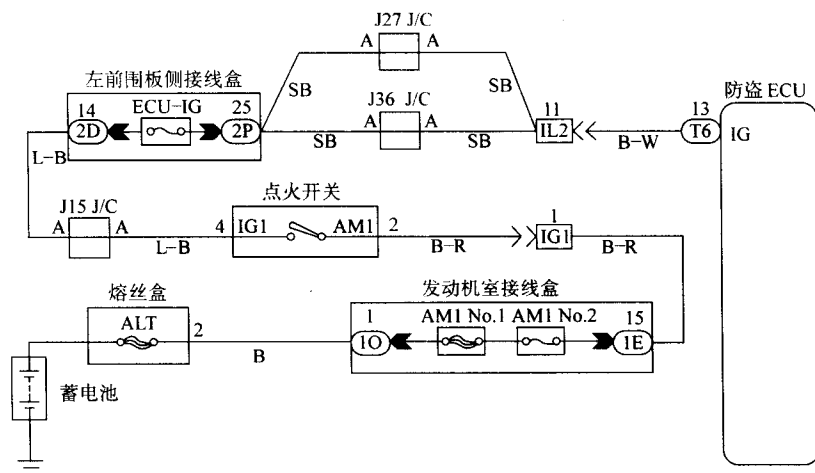 J27 J/C
A A
左前围板侧接线盒
防盗 ECU
SB SB
J36 J/C
14 ECU-IG 25
A A
11
13
2D 2P
IL2
T6
IG
SB SB
B-W
L-B
点火开关
J15 J/C
1
A A
4 IG1 AM1 2
IG1
L-B
B-R
B-R
熔丝盒
发动机室接线盒
ALT
2
1 AM1 No.1 AM1 No.2 15
1O 1E
B
蓄电池